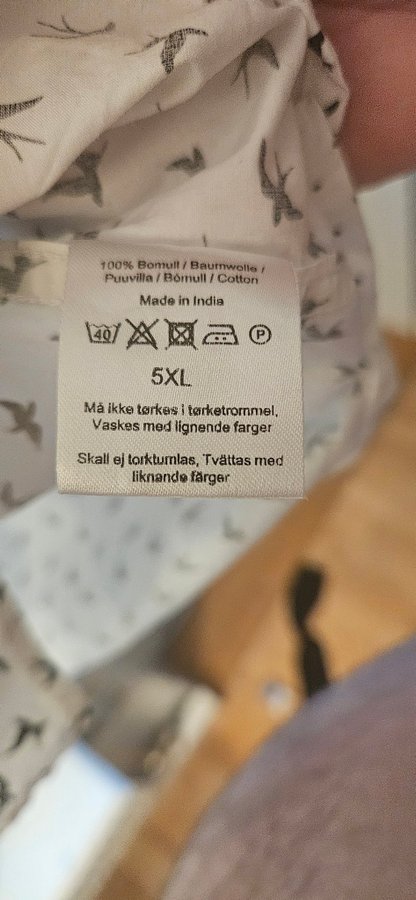 100% Bomull / Baumwolle /
Puuvilla / Bómull / Cotton
Made in India
40 P
5XL
Må ikke tørkes i tørketrommel,
Vaskes med lignende farger
Skall ej torktumlas, Tvättas med
liknande färger